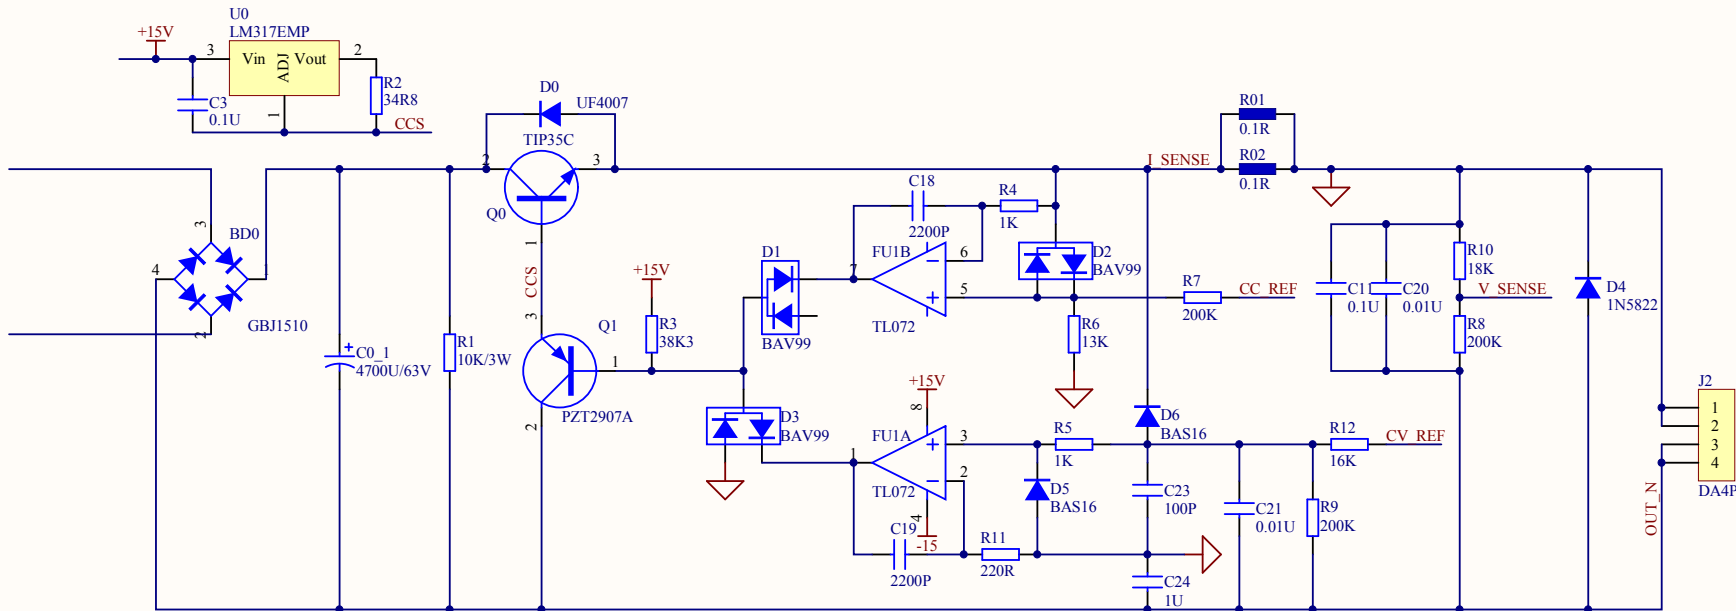 U0
LM317EMP
+15V
3
Vin
ADJ
Vout
2
1
C3
0.1U
R2
34R8
CCS
D0
UF4007
TIP35C
2
3
Q0
1
CCS
3
BD0
4
1
2
GBJ1510
C0_1
4700U/63V
R1
10K/3W
3
Q1
1
2
PZT2907A
+15V
R3
38K3
D1
BAV99
D3
BAV99
C18
2200P
R4
1K
FU1B
7
6
5
TL072
D2
BAV99
R6
13K
R7
200K
CC_REF
I_SENSE
R01
0.1R
R02
0.1R
+15V
8
FU1A
1
3
2
TL072
4
-15
C19
2200P
R11
220R
R5
1K
D5
BAS16
D6
BAS16
C23
100P
C24
1U
C21
0.01U
R9
200K
R12
16K
CV_REF
C11
0.1U
C20
0.01U
R10
18K
R8
200K
V_SENSE
D4
1N5822
OUT_N
J2
1
2
3
4
DA4P